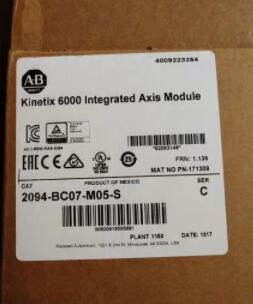 4009223264
AB
Kinetix 6000 Integrated Axis Module
FRN: 1.136
MAT NO PN-171309
CAT
PRODUCT OF MEXICO
SER
2094-BC07-M05-S
C
PLANT 1180
DATE: 1017